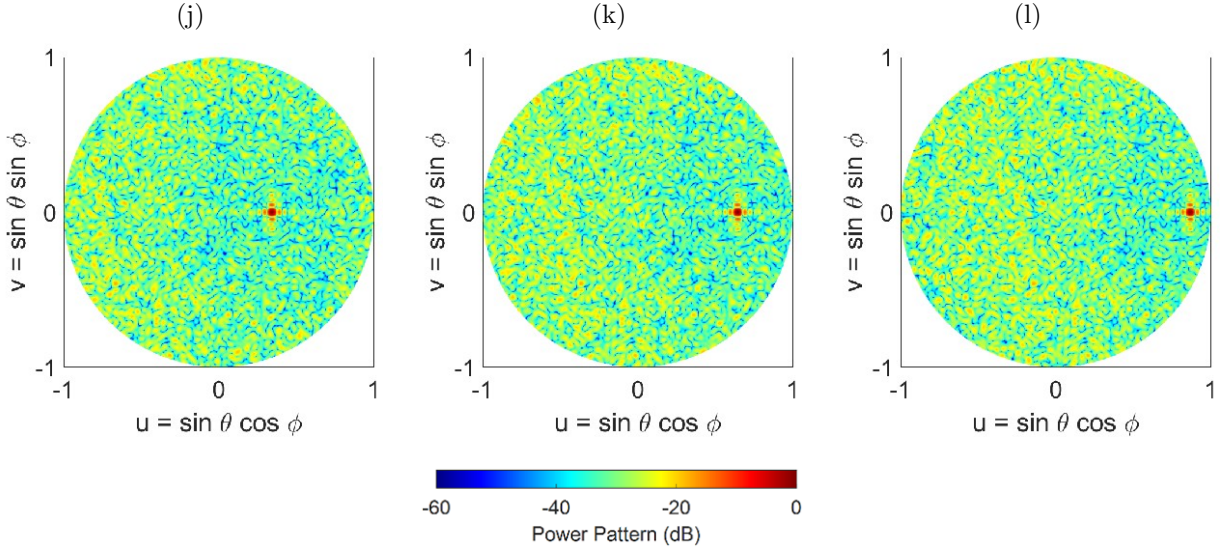 (j)
(k)
(l)
1
0
-1
v = sin θ sin ϕ
-1
0
1
u = sin θ cos ϕ
1
0
-1
v = sin θ sin ϕ
-1
0
1
u = sin θ cos ϕ
1
0
-1
v = sin θ sin ϕ
-1
0
1
u = sin θ cos ϕ
-60
-40
-20
0
Power Pattern (dB)